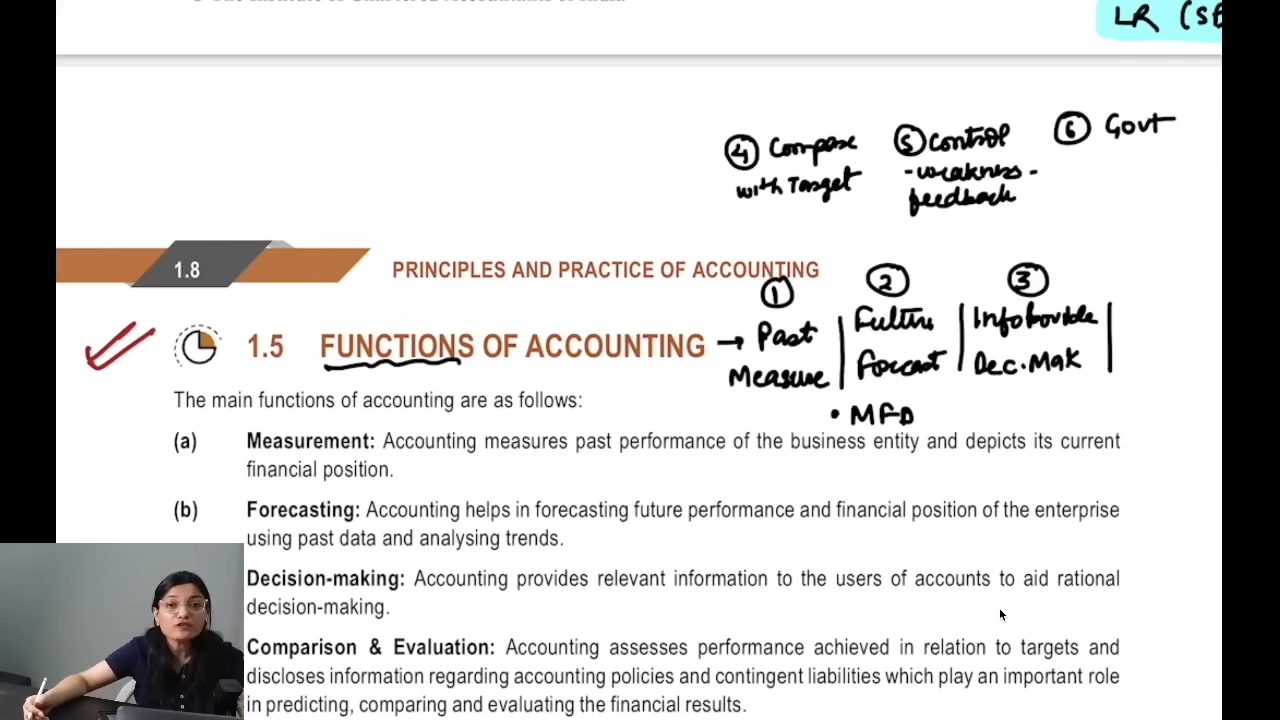 LR (SE
④ Compase ⑤ Control ⑥ Govt
with Target - weakness -
feedback
1.8 PRINCIPLES AND PRACTICE OF ACCOUNTING
① ② ③
1.5 FUNCTIONS OF ACCOUNTING → Past | Future | Infoprovide |
Measure | Forcast | Dec.Mak |
• MFD
The main functions of accounting are as follows:
(a) Measurement: Accounting measures past performance of the business entity and depicts its current
financial position.
(b) Forecasting: Accounting helps in forecasting future performance and financial position of the enterprise
using past data and analysing trends.
Decision-making: Accounting provides relevant information to the users of accounts to aid rational
decision-making.
Comparison & Evaluation: Accounting assesses performance achieved in relation to targets and
discloses information regarding accounting policies and contingent liabilities which play an important role
in predicting, comparing and evaluating the financial results.